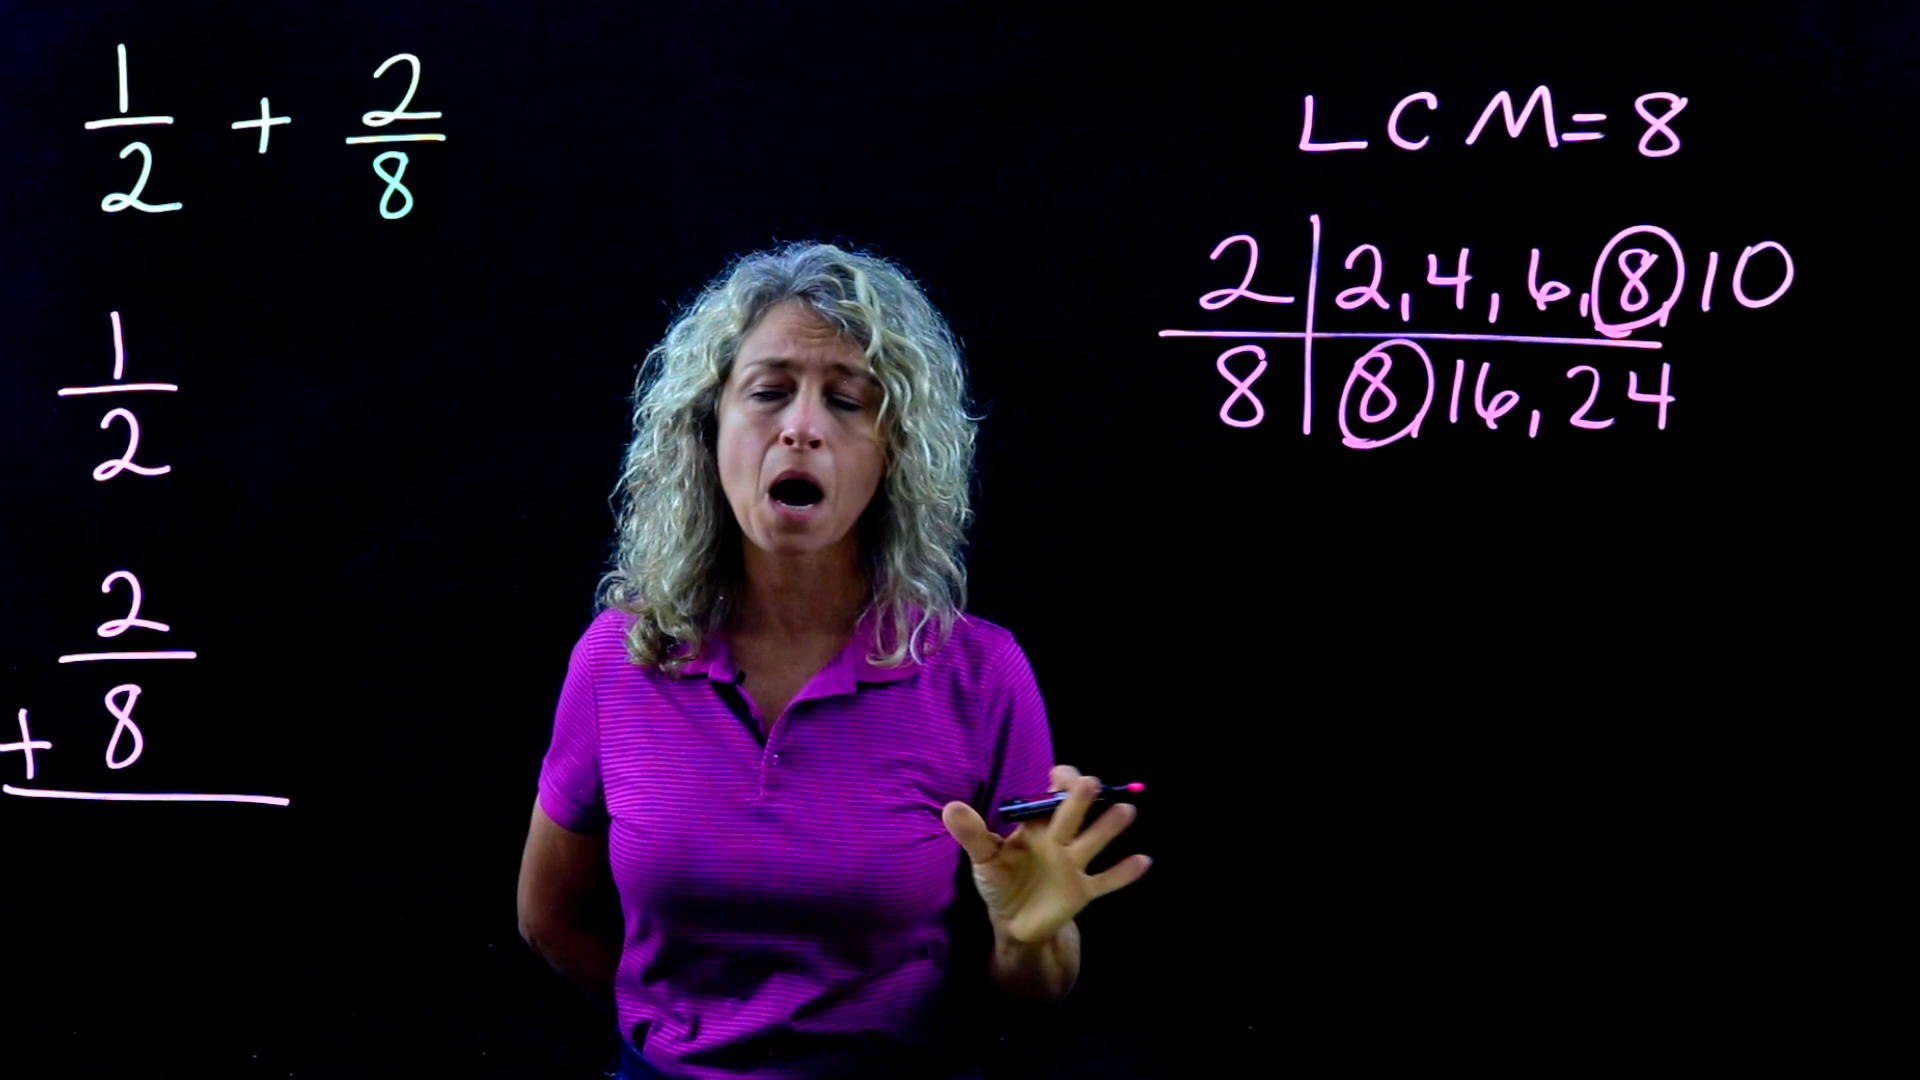 1/2 + 2/8
1/2
+ 2/8
LCM=8
2 | 2, 4, 6, 8, 10
8 | 8, 16, 24